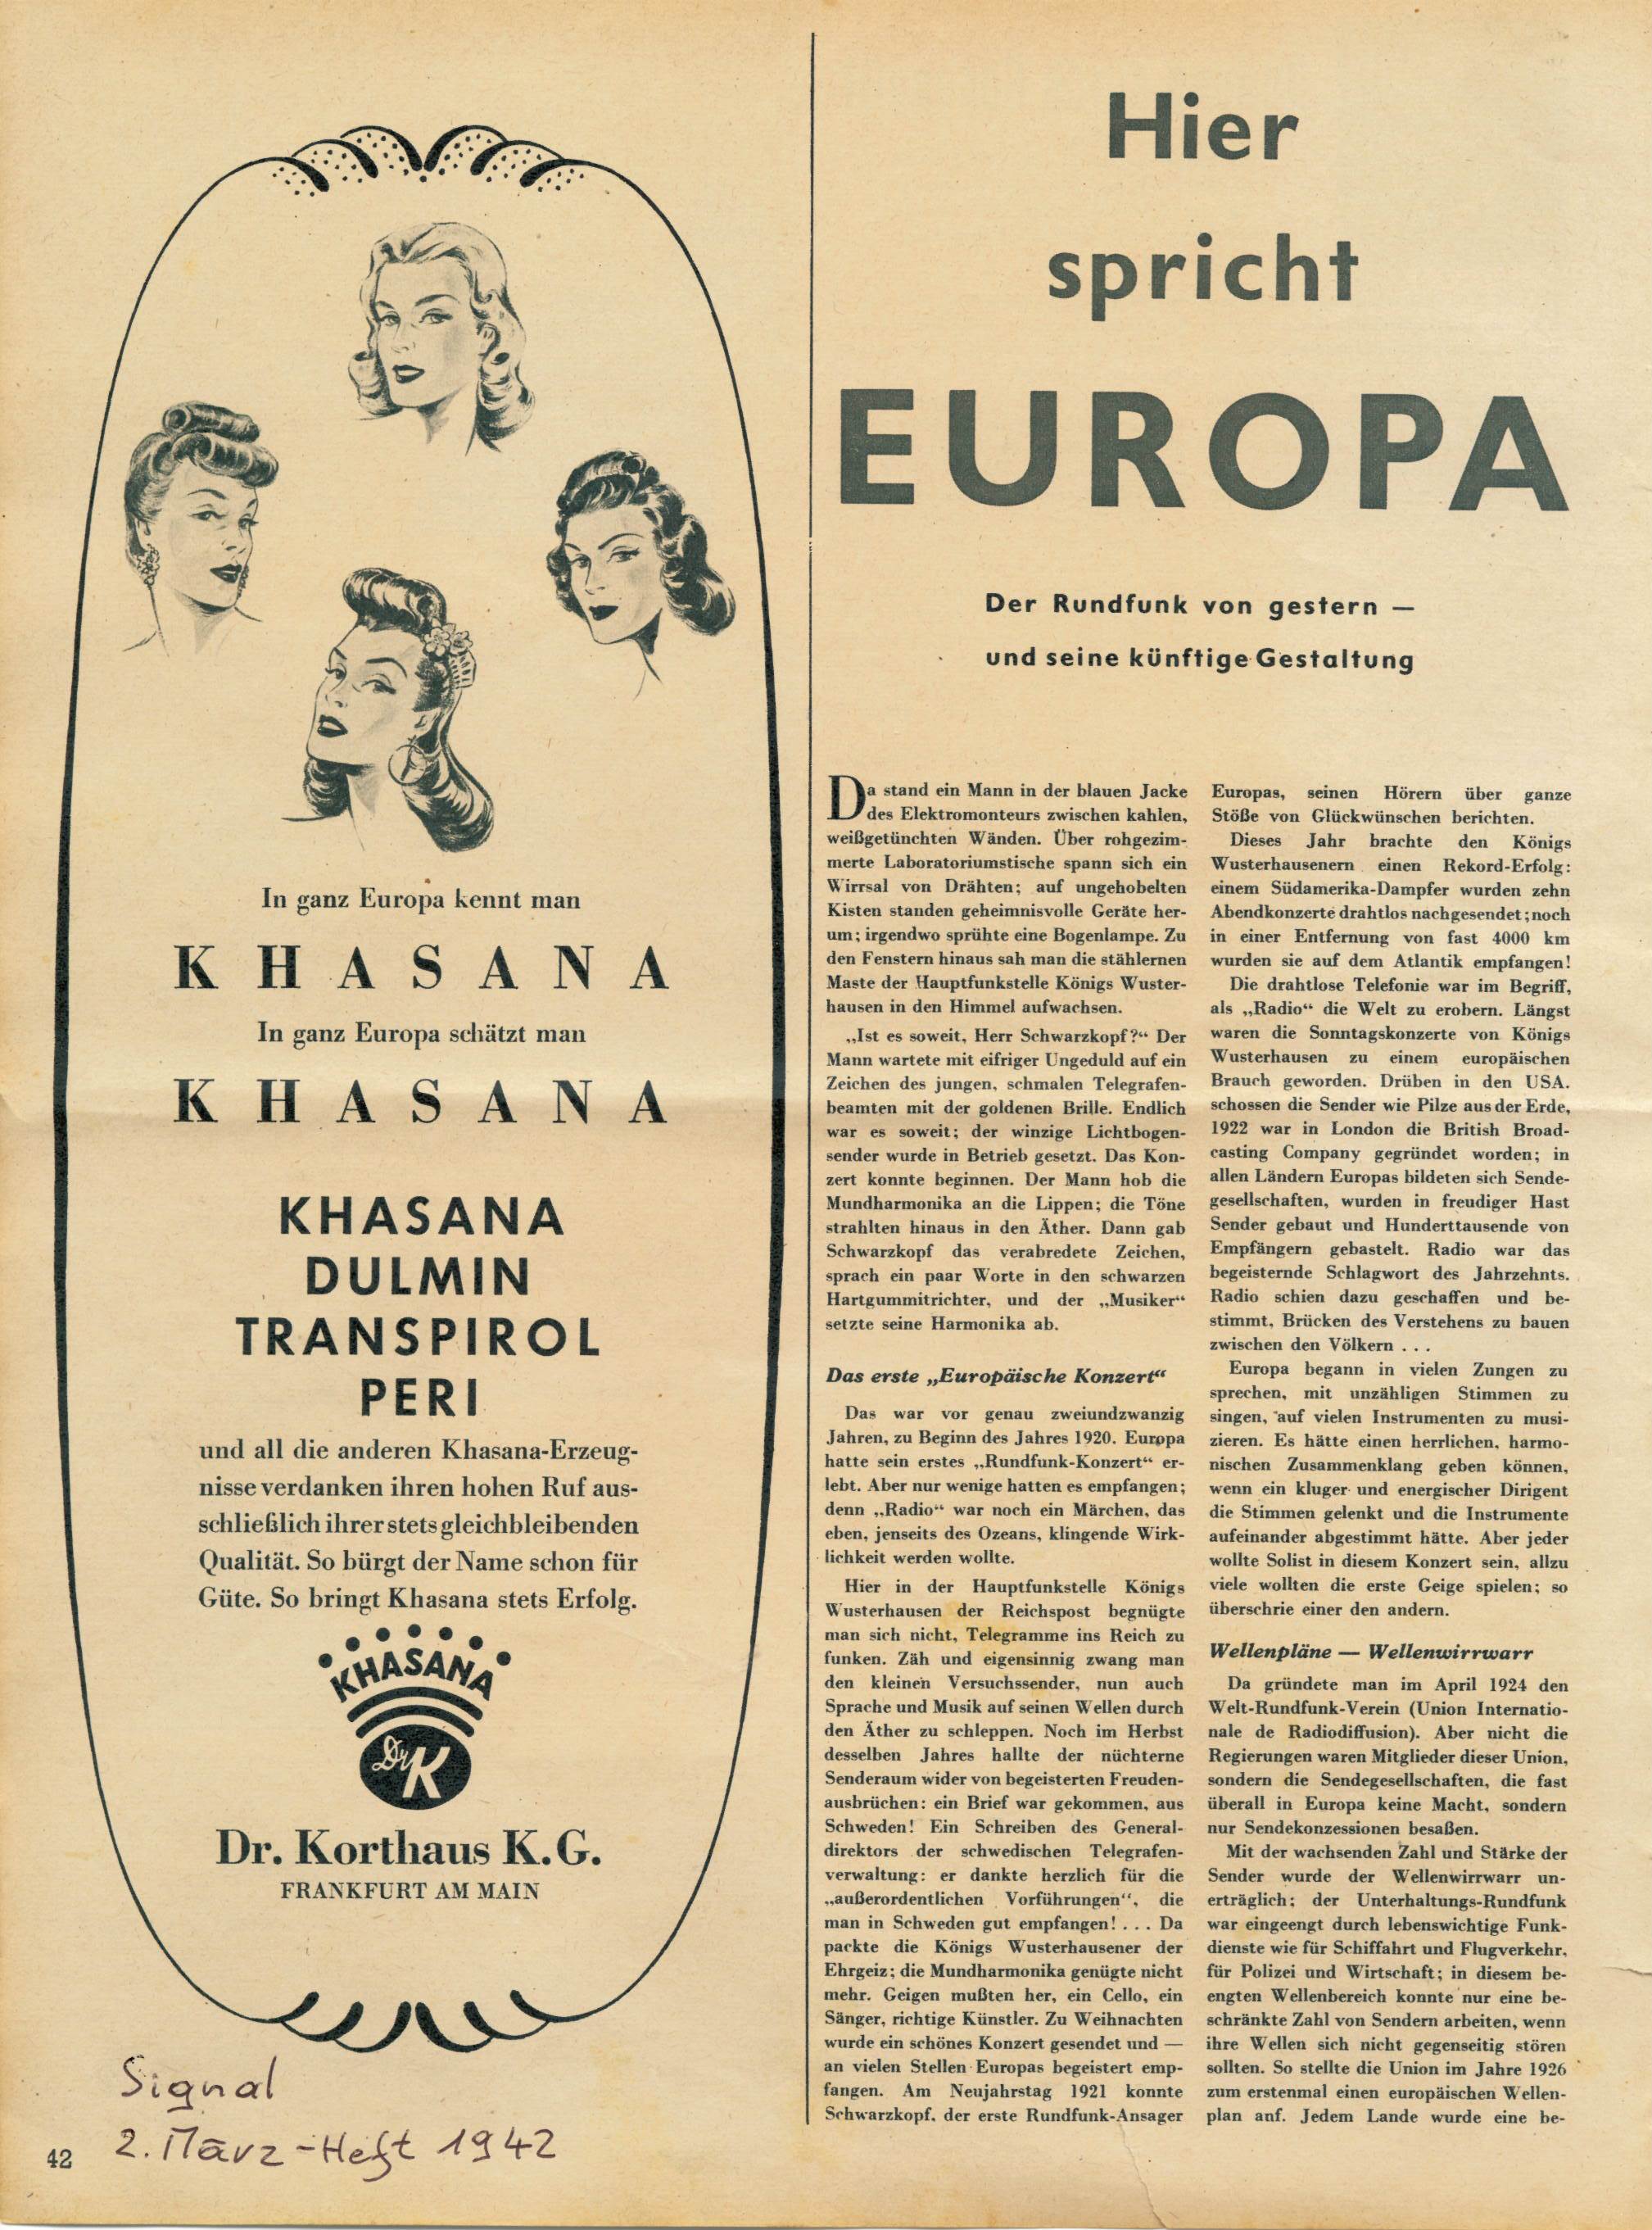 In ganz Europa kennt man
KHASANA
In ganz Europa schätzt man
KHASANA
KHASANA
DULMIN
TRANSPIROL
PERI
und all die anderen Khasana-Erzeug-
nisse verdanken ihren hohen Ruf aus-
schließlich ihrer stets gleichbleibenden
Qualität. So bürgt der Name schon für
Güte. So bringt Khasana stets Erfolg.
KHASANA
Dr K
Dr. Korthaus K.G.
FRANKFURT AM MAIN
Signal
2. März-Heft 1942
42
Hier
spricht
EUROPA
Der Rundfunk von gestern —
und seine künftige Gestaltung
Da stand ein Mann in der blauen Jacke
des Elektromonteurs zwischen kahlen,
weißgetünchten Wänden. Über rohgezim-
merte Laboratoriumstische spann sich ein
Wirrsal von Drähten; auf ungehobelten
Kisten standen geheimnisvolle Geräte her-
um; irgendwo sprühte eine Bogenlampe. Zu
den Fenstern hinaus sah man die stählernen
Maste der Hauptfunkstelle Königs Wuster-
hausen in den Himmel aufwachsen.
„Ist es soweit, Herr Schwarzkopf?“ Der
Mann wartete mit eifriger Ungeduld auf ein
Zeichen des jungen, schmalen Telegrafen-
beamten mit der goldenen Brille. Endlich
war es soweit; der winzige Lichtbogen-
sender wurde in Betrieb gesetzt. Das Kon-
zert konnte beginnen. Der Mann hob die
Mundharmonika an die Lippen; die Töne
strahlten hinaus in den Äther. Dann gab
Schwarzkopf das verabredete Zeichen,
sprach ein paar Worte in den schwarzen
Hartgummitrichter, und der „Musiker“
setzte seine Harmonika ab.
Das erste „Europäische Konzert“
Das war vor genau zweiundzwanzig
Jahren, zu Beginn des Jahres 1920. Europa
hatte sein erstes „Rundfunk-Konzert“ er-
lebt. Aber nur wenige hatten es empfangen;
denn „Radio“ war noch ein Märchen, das
eben, jenseits des Ozeans, klingende Wirk-
lichkeit werden wollte.
Hier in der Hauptfunkstelle Königs
Wusterhausen der Reichspost begnügte
man sich nicht, Telegramme ins Reich zu
funken. Zäh und eigensinnig zwang man
den kleinen Versuchssender, nun auch
Sprache und Musik auf seinen Wellen durch
den Äther zu schleppen. Noch im Herbst
desselben Jahres hallte der nüchterne
Senderaum wider von begeisterten Freuden-
ausbrüchen: ein Brief war gekommen, aus
Schweden! Ein Schreiben des General-
direktors der schwedischen Telegrafen-
verwaltung: er dankte herzlich für die
„außerordentlichen Vorführungen“, die
man in Schweden gut empfangen! . . . Da
packte die Königs Wusterhausener der
Ehrgeiz; die Mundharmonika genügte nicht
mehr. Geigen mußten her, ein Cello, ein
Sänger, richtige Künstler. Zu Weihnachten
wurde ein schönes Konzert gesendet und —
an vielen Stellen Europas begeistert emp-
fangen. Am Neujahrstag 1921 konnte
Schwarzkopf, der erste Rundfunk-Ansager
Europas, seinen Hörern über ganze
Stöße von Glückwünschen berichten.
Dieses Jahr brachte den Königs
Wusterhausenern einen Rekord-Erfolg:
einem Südamerika-Dampfer wurden zehn
Abendkonzerte drahtlos nachgesendet; noch
in einer Entfernung von fast 4000 km
wurden sie auf dem Atlantik empfangen!
Die drahtlose Telefonie war im Begriff,
als „Radio“ die Welt zu erobern. Längst
waren die Sonntagskonzerte von Königs
Wusterhausen zu einem europäischen
Brauch geworden. Drüben in den USA.
schossen die Sender wie Pilze aus der Erde,
1922 war in London die British Broad-
casting Company gegründet worden; in
allen Ländern Europas bildeten sich Sende-
gesellschaften, wurden in freudiger Hast
Sender gebaut und Hunderttausende von
Empfängern gebastelt. Radio war das
begeisternde Schlagwort des Jahrzehnts.
Radio schien dazu geschaffen und be-
stimmt, Brücken des Verstehens zu bauen
zwischen den Völkern . . .
Europa begann in vielen Zungen zu
sprechen, mit unzähligen Stimmen zu
singen, auf vielen Instrumenten zu musi-
zieren. Es hätte einen herrlichen, harmo-
nischen Zusammenklang geben können,
wenn ein kluger und energischer Dirigent
die Stimmen gelenkt und die Instrumente
aufeinander abgestimmt hätte. Aber jeder
wollte Solist in diesem Konzert sein, allzu
viele wollten die erste Geige spielen; so
überschrie einer den andern.
Wellenpläne — Wellenwirrwarr
Da gründete man im April 1924 den
Welt-Rundfunk-Verein (Union Internatio-
nale de Radiodiffusion). Aber nicht die
Regierungen waren Mitglieder dieser Union,
sondern die Sendegesellschaften, die fast
überall in Europa keine Macht, sondern
nur Sendekonzessionen besaßen.
Mit der wachsenden Zahl und Stärke der
Sender wurde der Wellenwirrwarr un-
erträglich; der Unterhaltungs-Rundfunk
war eingeengt durch lebenswichtige Funk-
dienste wie für Schiffahrt und Flugverkehr,
für Polizei und Wirtschaft; in diesem be-
engten Wellenbereich konnte nur eine be-
schränkte Zahl von Sendern arbeiten, wenn
ihre Wellen sich nicht gegenseitig stören
sollten. So stellte die Union im Jahre 1926
zum erstenmal einen europäischen Wellen-
plan auf. Jedem Lande wurde eine be-